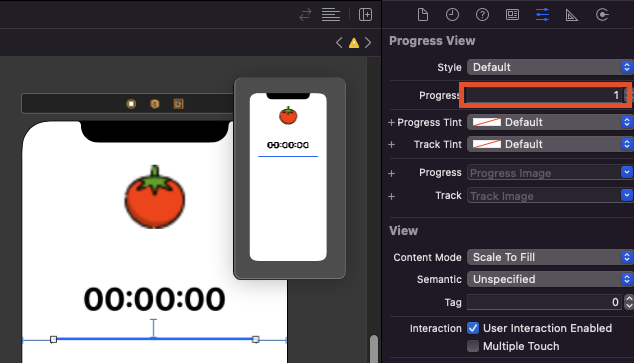 Progress View
Style Default
Progress 1
Progress Tint Default
Track Tint Default
Progress Progress Image
Track Track Image
View
Content Mode Scale To Fill
Semantic Unspecified
Tag 0
Interaction User Interaction Enabled
Multiple Touch
00:00:00
00:00:00